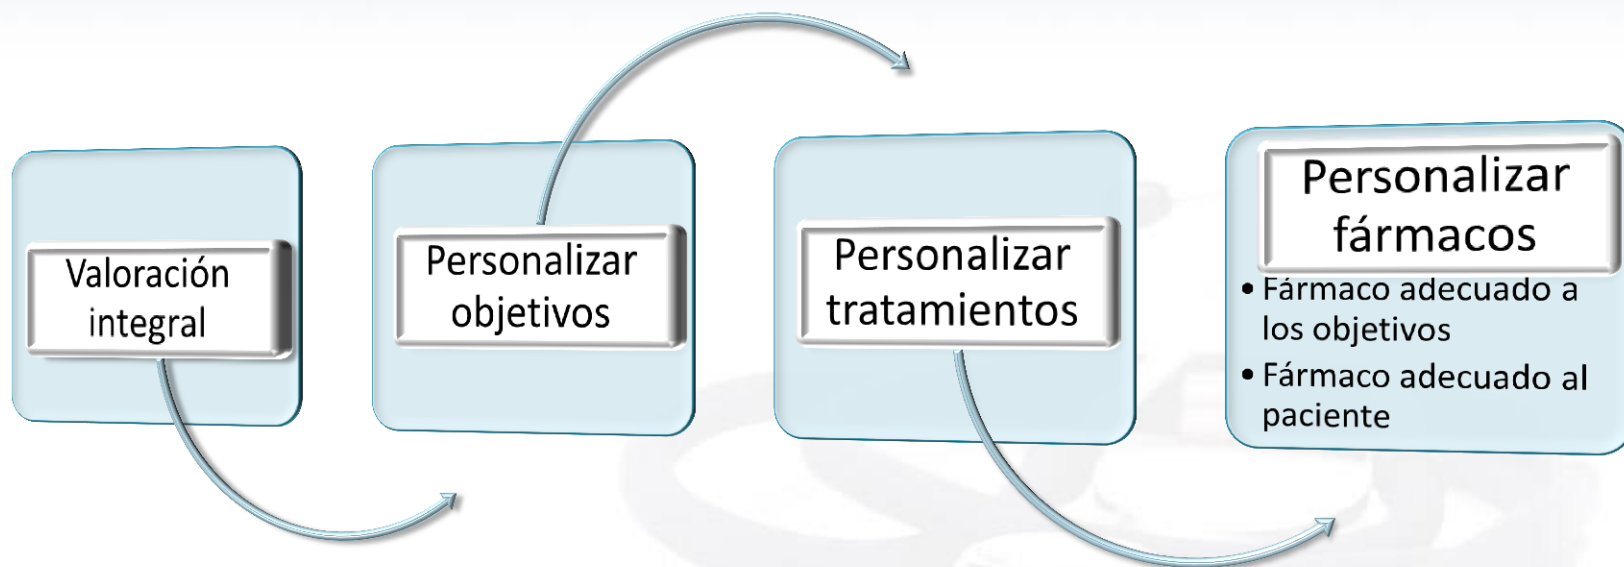 Valoración
integral
Personalizar
objetivos
Personalizar
tratamientos
Personalizar
fármacos
• Fármaco adecuado a
los objetivos
• Fármaco adecuado al
paciente